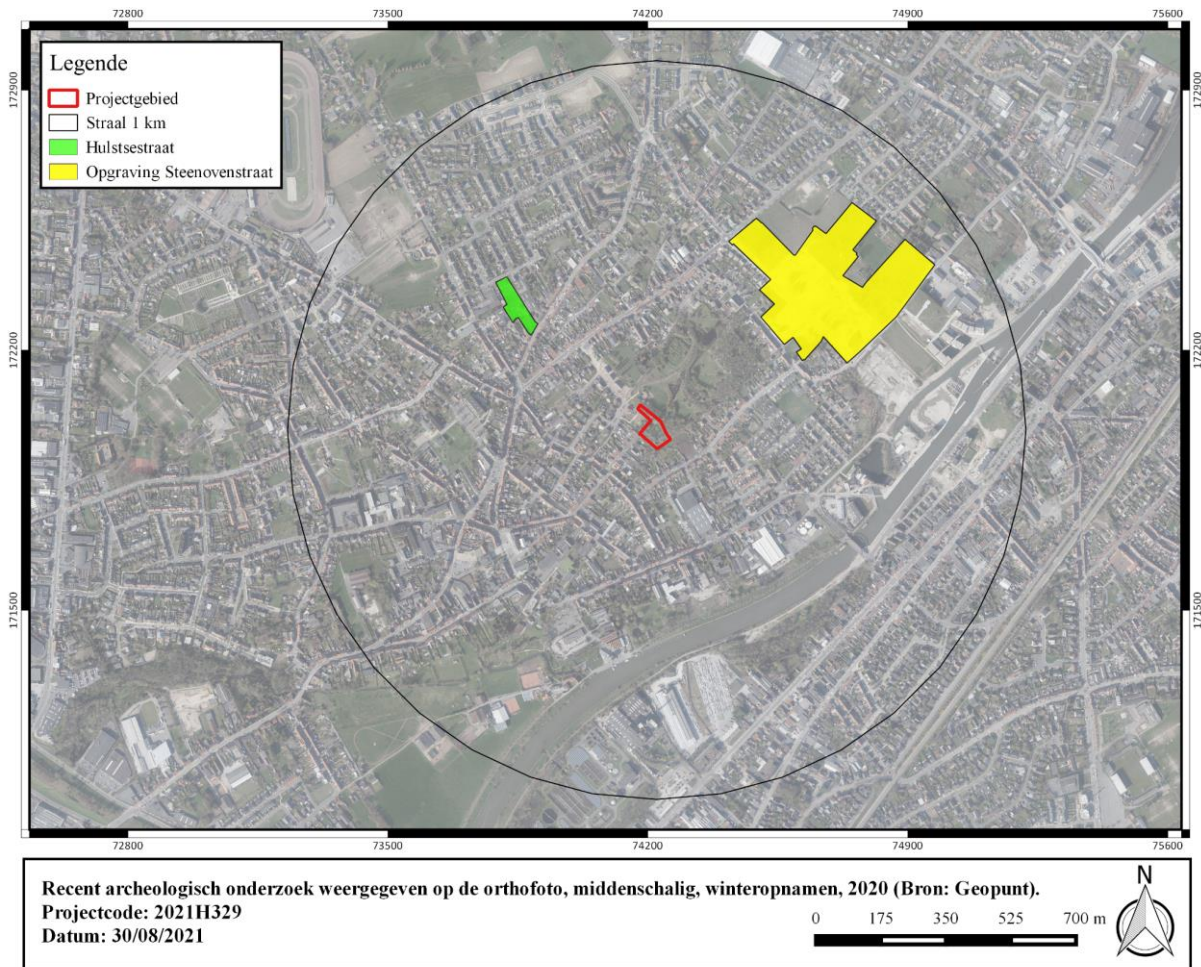 72800 73500 74200 74900 75600
Legende
Projectgebied
Straal 1 km
Hulstsestraat
Opgraving Steenovenstraat
172900 172900
172200 172200
171500 171500
72800 73500 74200 74900 75600
Recent archeologisch onderzoek weergegeven op de orthofoto, middenschalig, winteropnamen, 2020 (Bron: Geopunt).
Projectcode: 2021H329
Datum: 30/08/2021
0 175 350 525 700 m
N